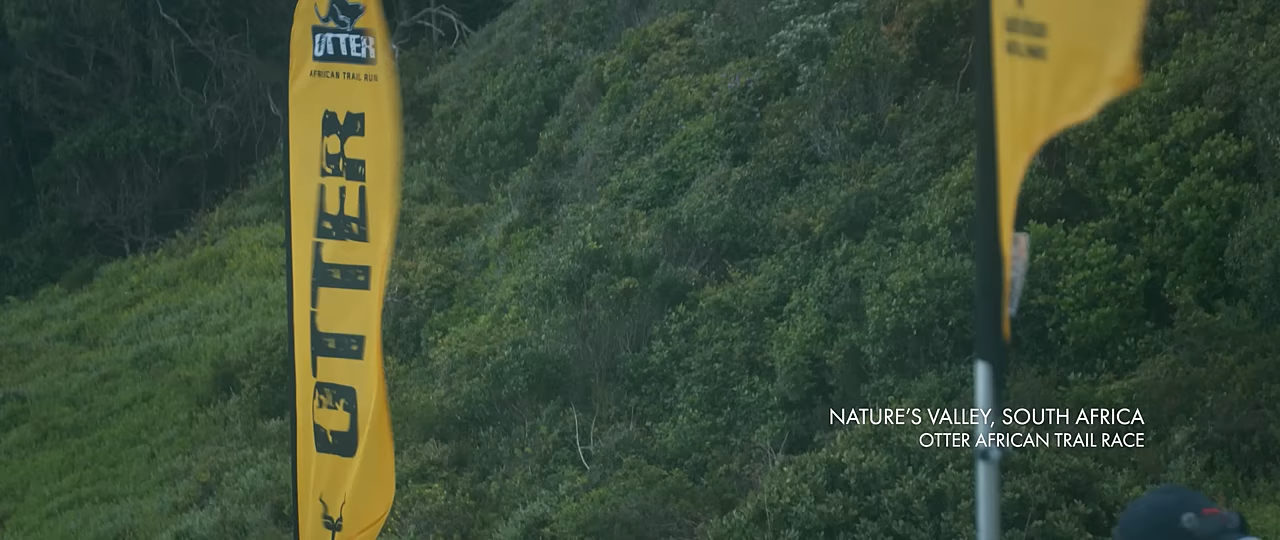 OTTER
AFRICAN TRAIL RUN
OTTER
NATURE'S VALLEY, SOUTH AFRICA
OTTER AFRICAN TRAIL RACE